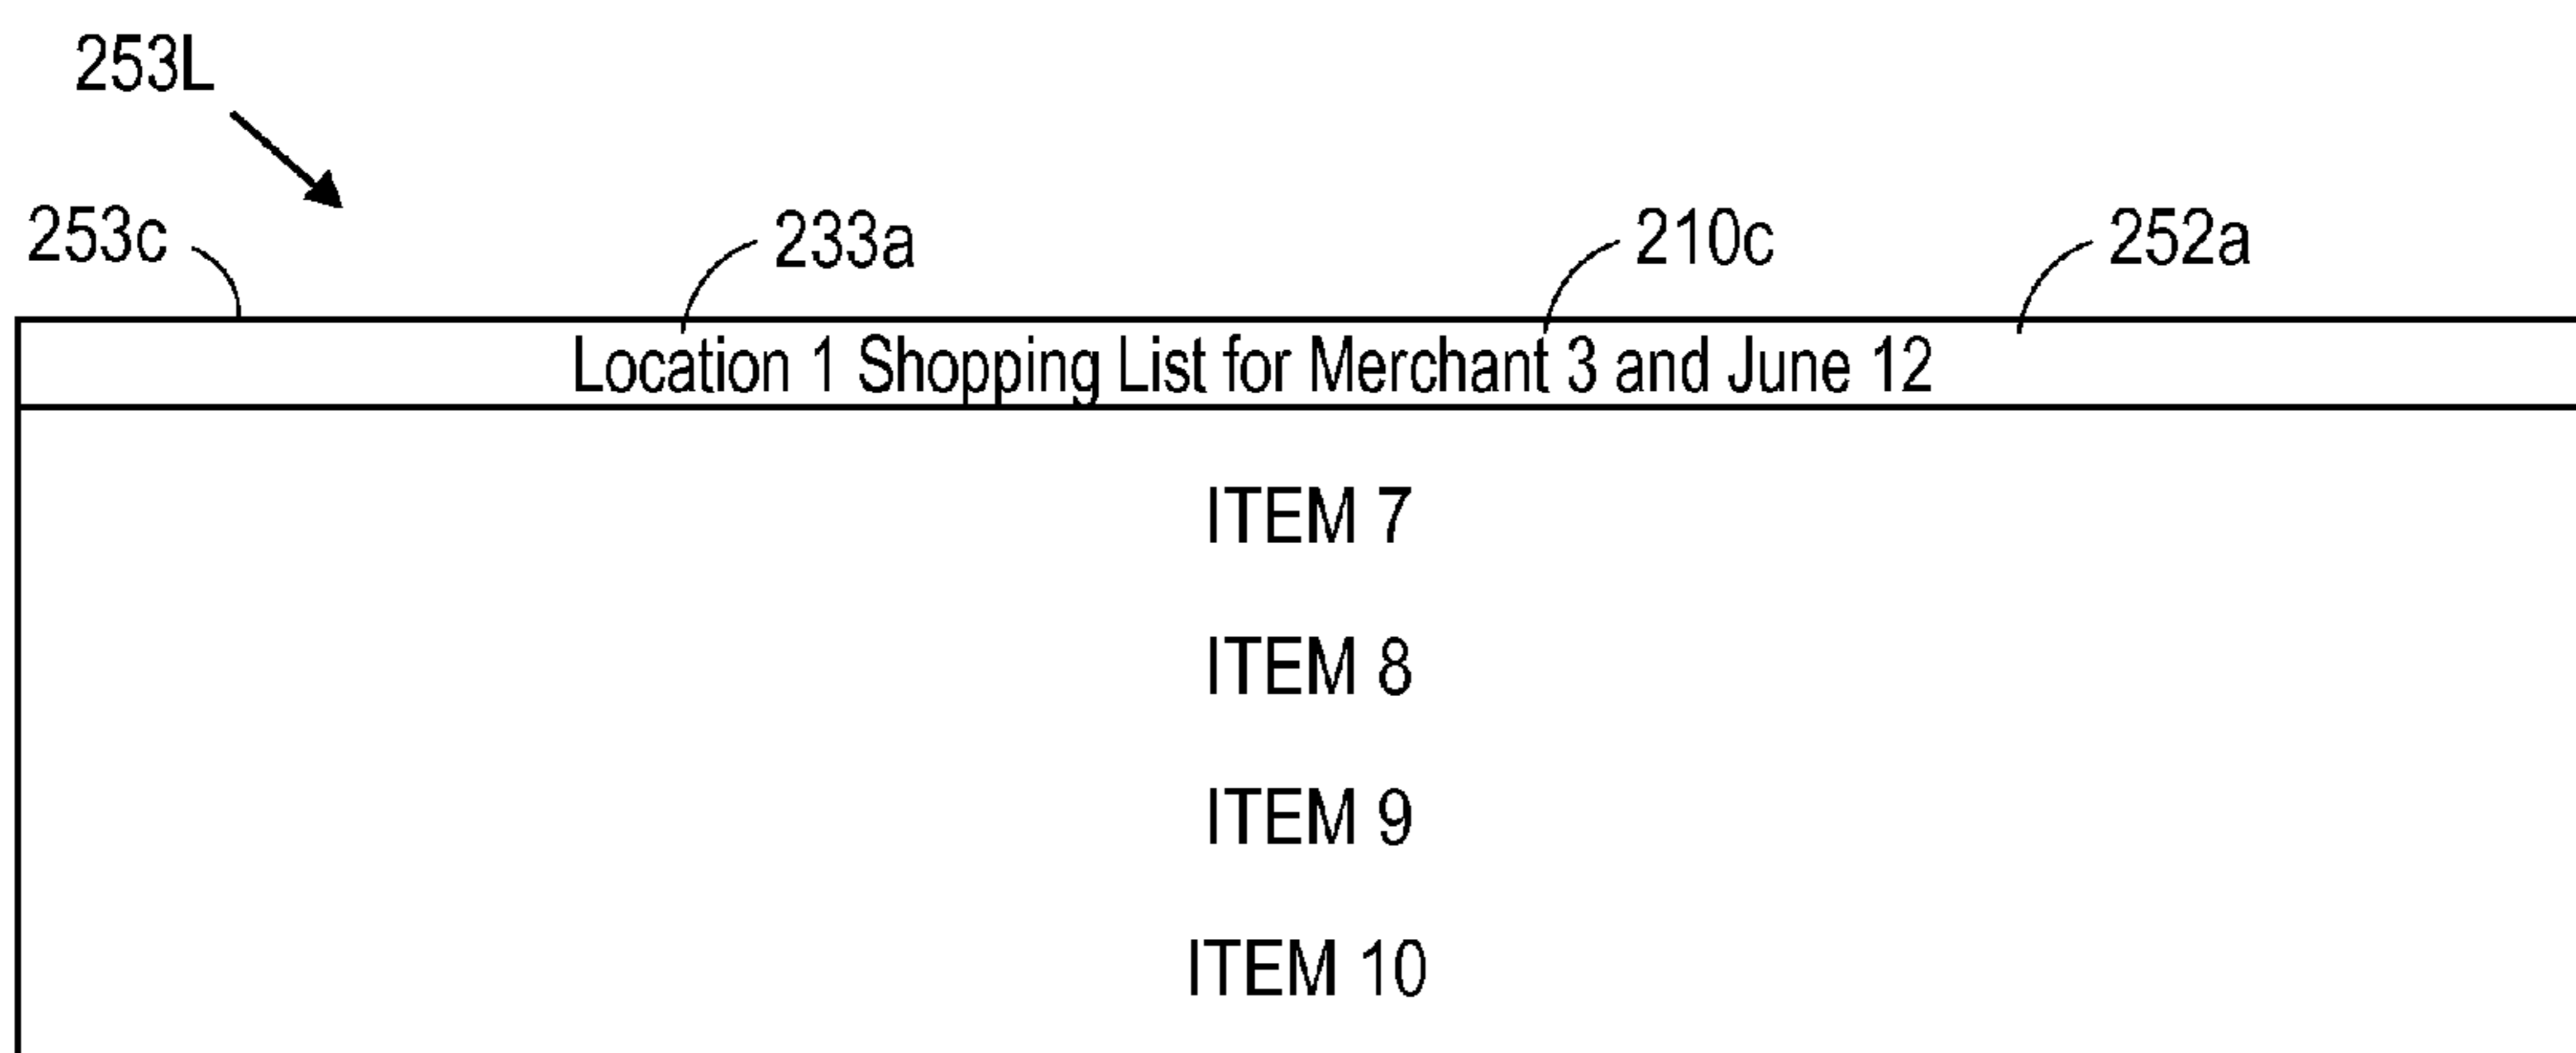 253L
253c 233a 210c 252a
Location 1 Shopping List for Merchant 3 and June 12
ITEM 7
ITEM 8
ITEM 9
ITEM 10